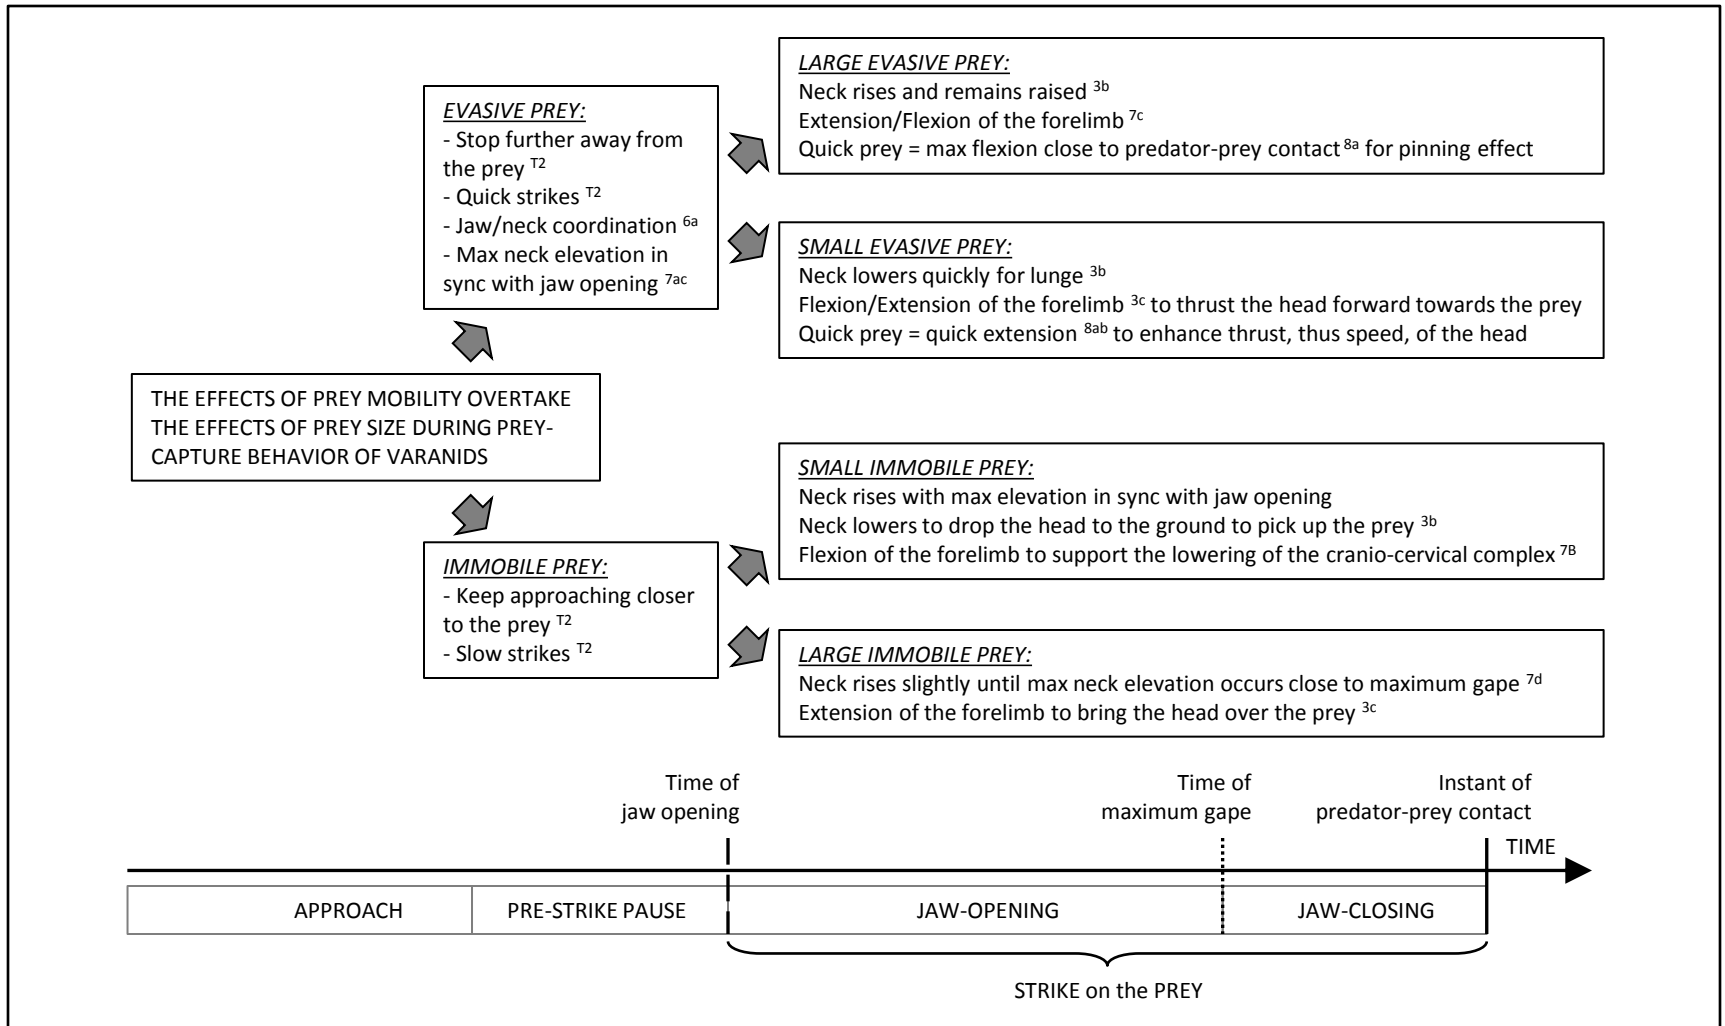 LARGE EVASIVE PREY:
Neck rises and remains raised 3b
Extension/Flexion of the forelimb 7c
Quick prey = max flexion close to predator-prey contact 8a for pinning effect
EVASIVE PREY:
- Stop further away from
the prey T2
- Quick strikes T2
- Jaw/neck coordination 6a
- Max neck elevation in
sync with jaw opening 7ac
SMALL EVASIVE PREY:
Neck lowers quickly for lunge 3b
Flexion/Extension of the forelimb 3c to thrust the head forward towards the prey
Quick prey = quick extension 8ab to enhance thrust, thus speed, of the head
THE EFFECTS OF PREY MOBILITY OVERTAKE
THE EFFECTS OF PREY SIZE DURING PREY-
CAPTURE BEHAVIOR OF VARANIDS
SMALL IMMOBILE PREY:
Neck rises with max elevation in sync with jaw opening
Neck lowers to drop the head to the ground to pick up the prey 3b
Flexion of the forelimb to support the lowering of the cranio-cervical complex 7B
IMMOBILE PREY:
- Keep approaching closer
to the prey T2
- Slow strikes T2
LARGE IMMOBILE PREY:
Neck rises slightly until max neck elevation occurs close to maximum gape 7d
Extension of the forelimb to bring the head over the prey 3c
Time of
jaw opening
Time of
maximum gape
Instant of
predator-prey contact
TIME
APPROACH
PRE-STRIKE PAUSE
JAW-OPENING
JAW-CLOSING
STRIKE on the PREY